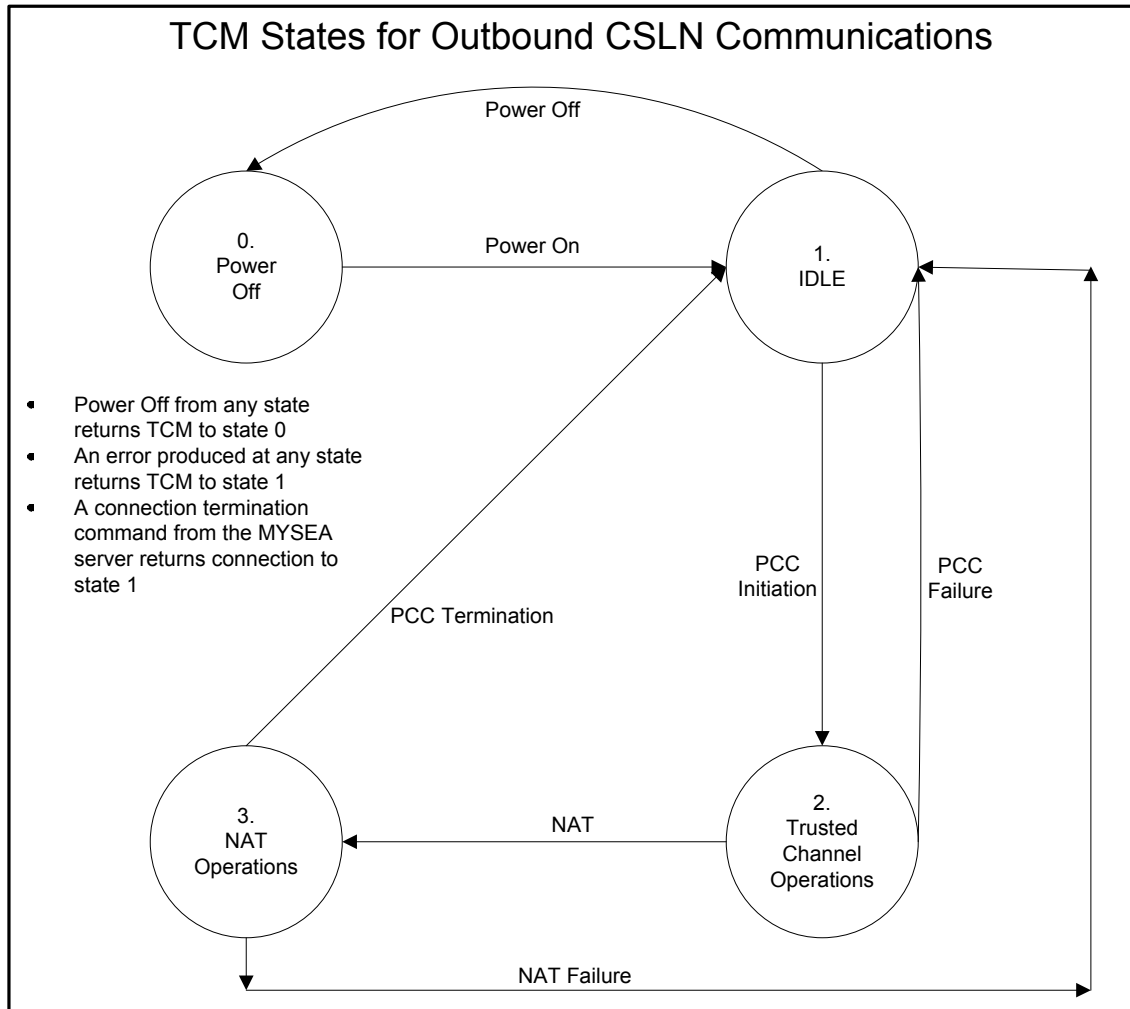 TCM States for Outbound CSLN Communications
Power Off
0.
Power
Off
Power On
1.
IDLE
• Power Off from any state
returns TCM to state 0
• An error produced at any state
returns TCM to state 1
• A connection termination
command from the MYSEA
server returns connection to
state 1
PCC
Initiation
PCC
Failure
PCC Termination
3.
NAT
Operations
NAT
2.
Trusted
Channel
Operations
NAT Failure